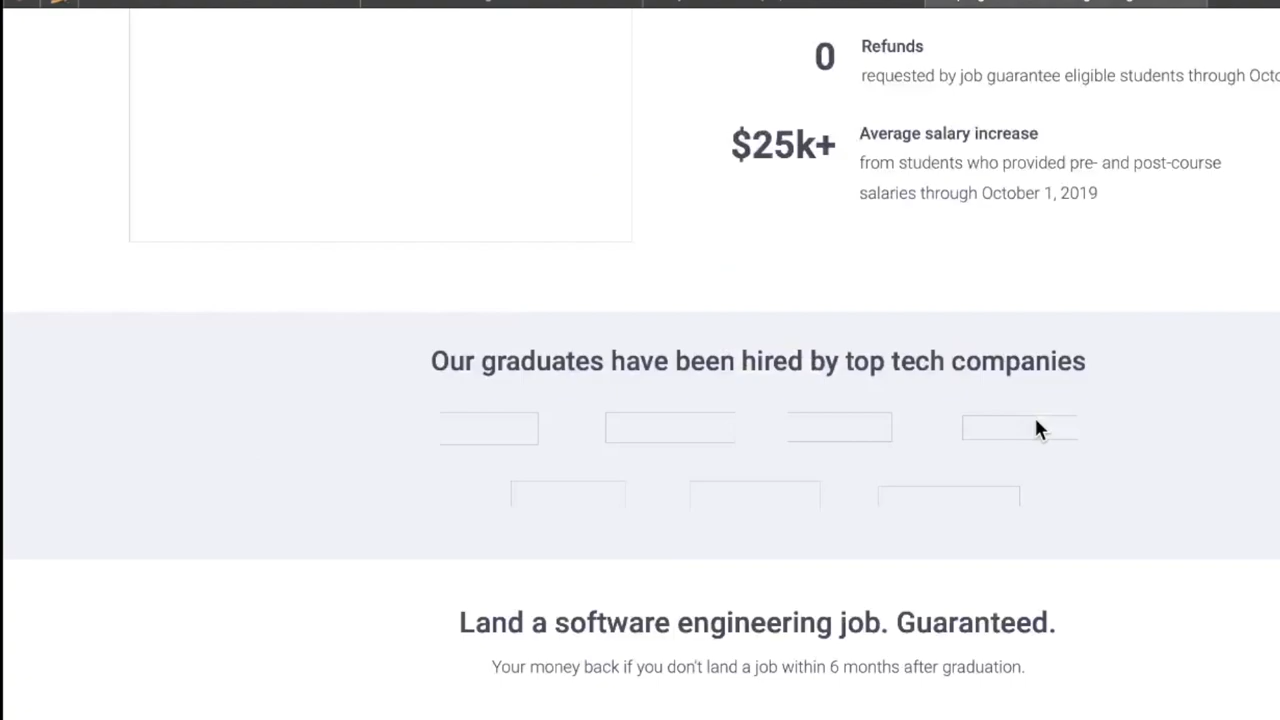 0
Refunds
requested by job guarantee eligible students through
$25k+
Average salary increase
from students who provided pre- and post-course
salaries through October 1, 2019
Our graduates have been hired by top tech companies
Land a software engineering job. Guaranteed.
Your money back if you don't land a job within 6 months after graduation.